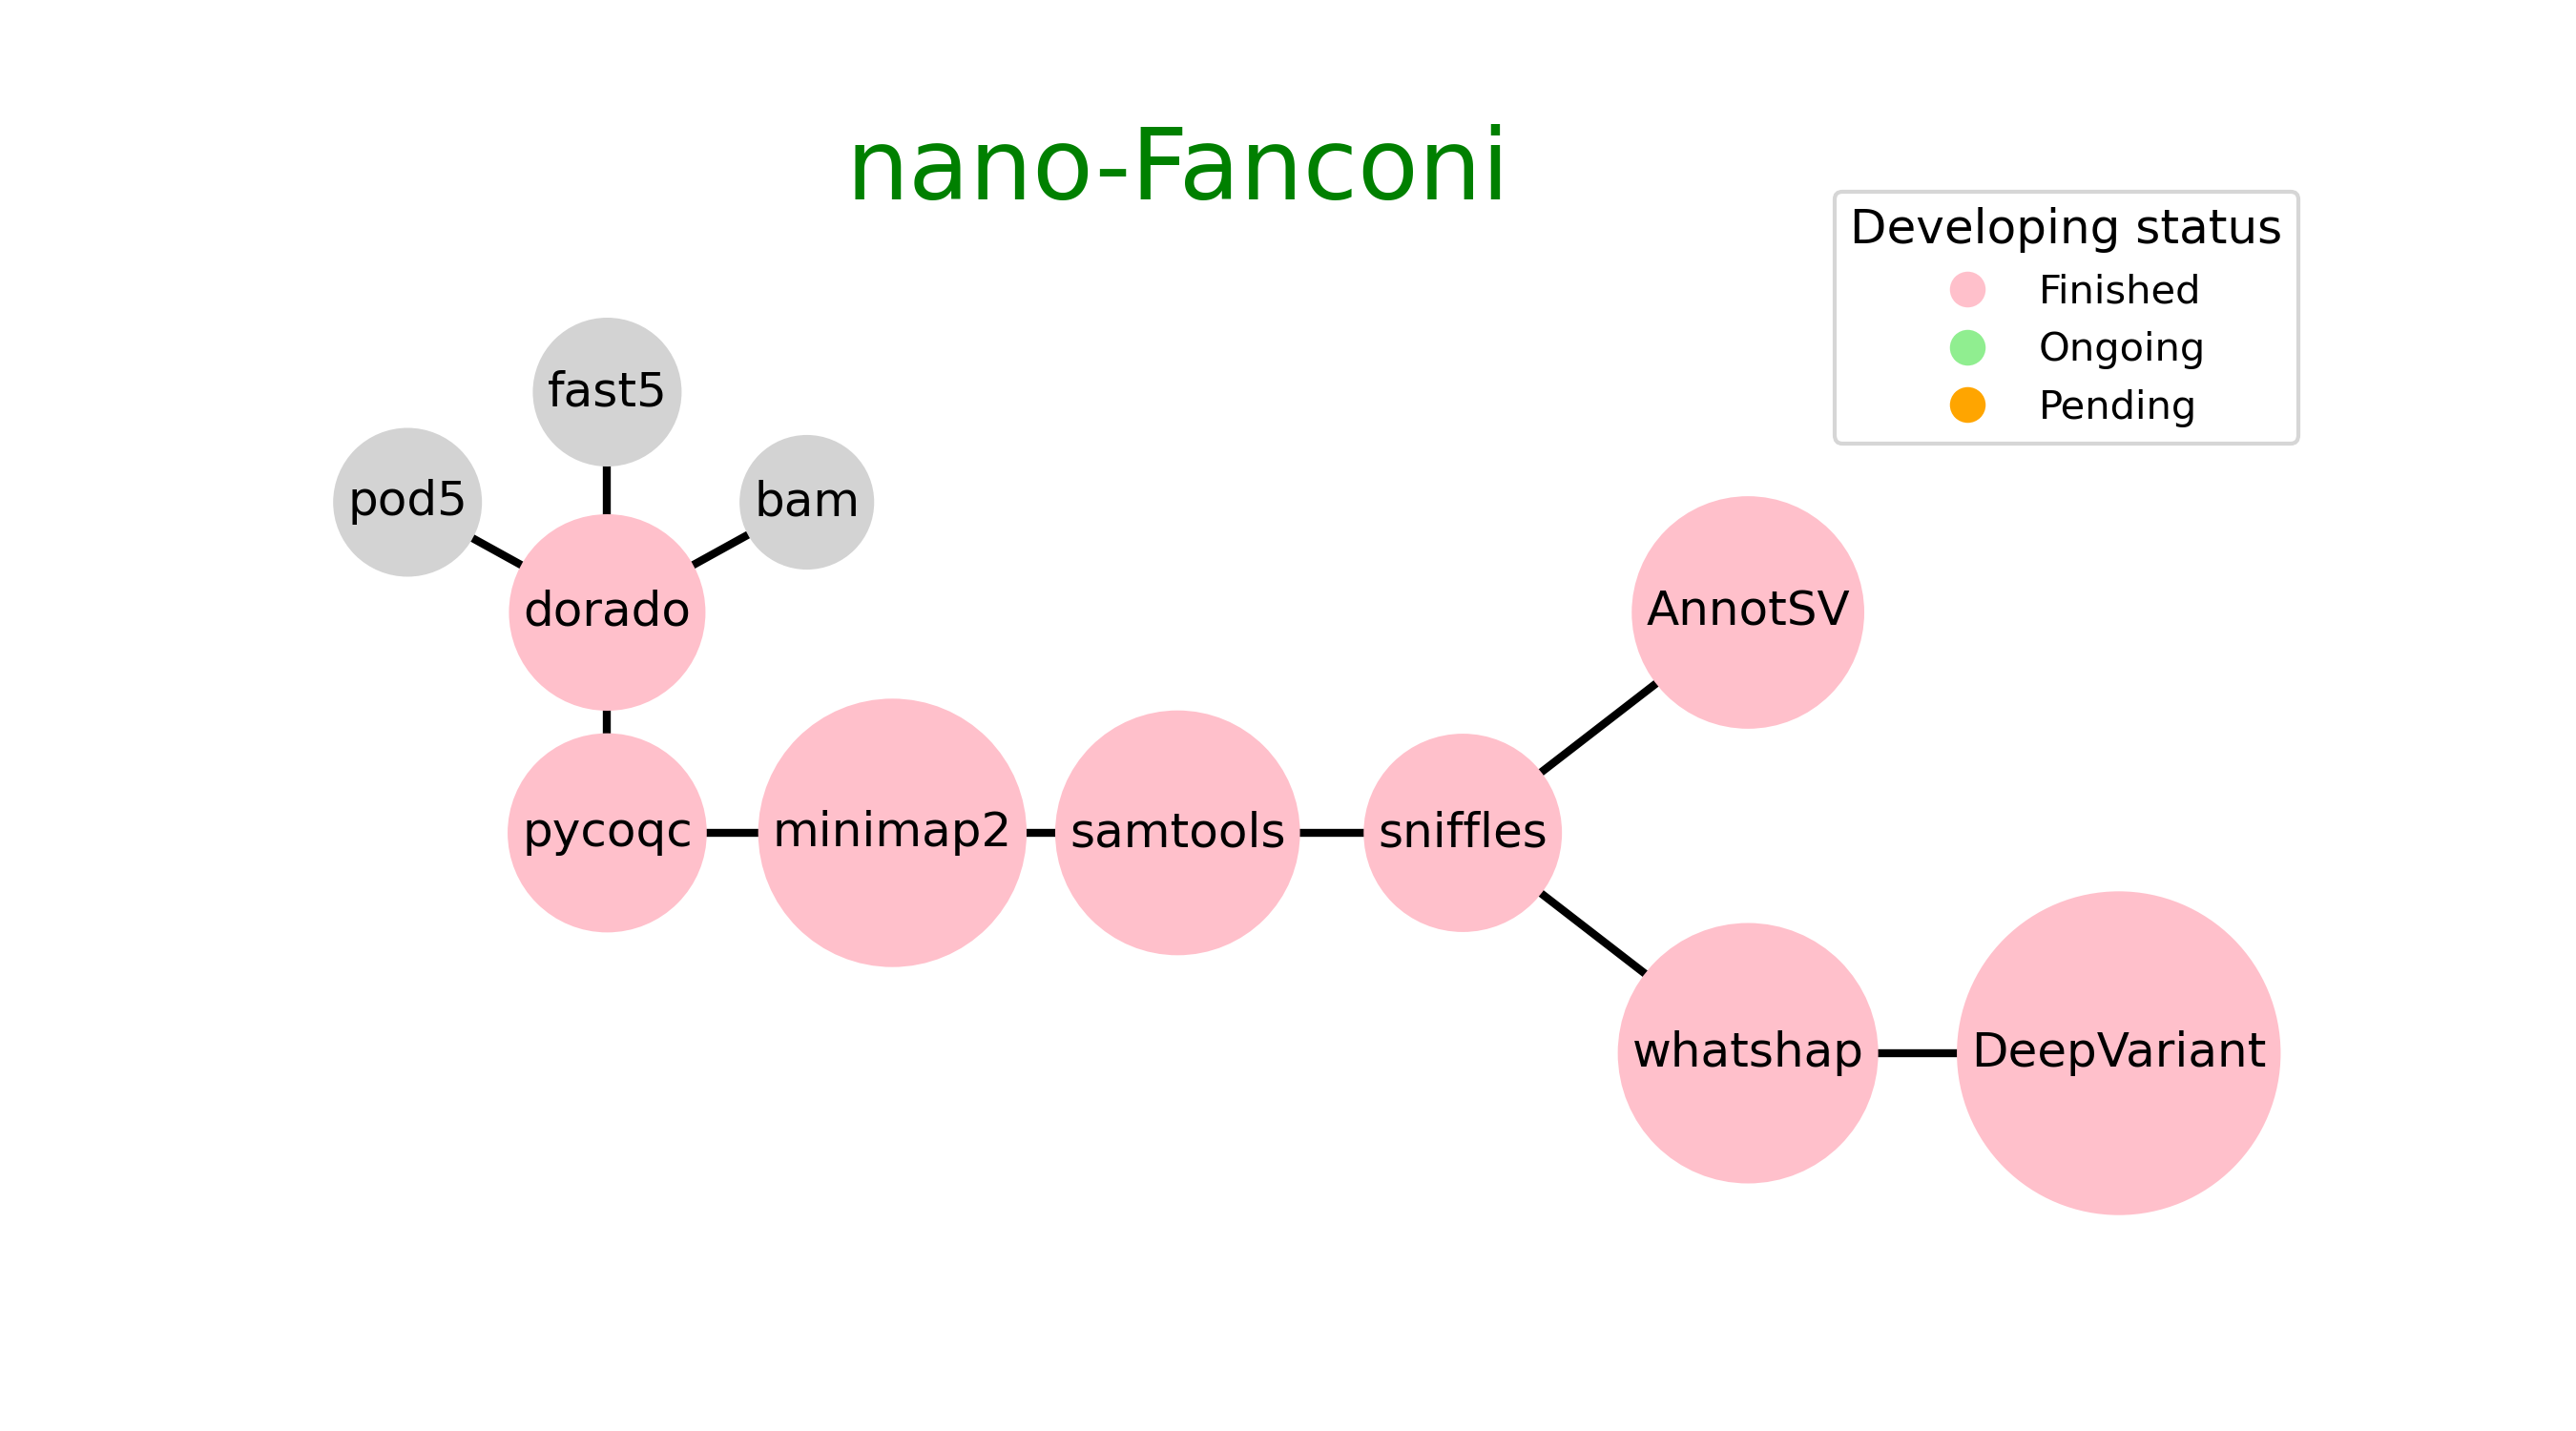 nano-Fanconi
Developing status
Finished
Ongoing
Pending
fast5
pod5
bam
dorado
AnnotSV
pycoqc
minimap2
samtools
sniffles
whatshap
DeepVariant